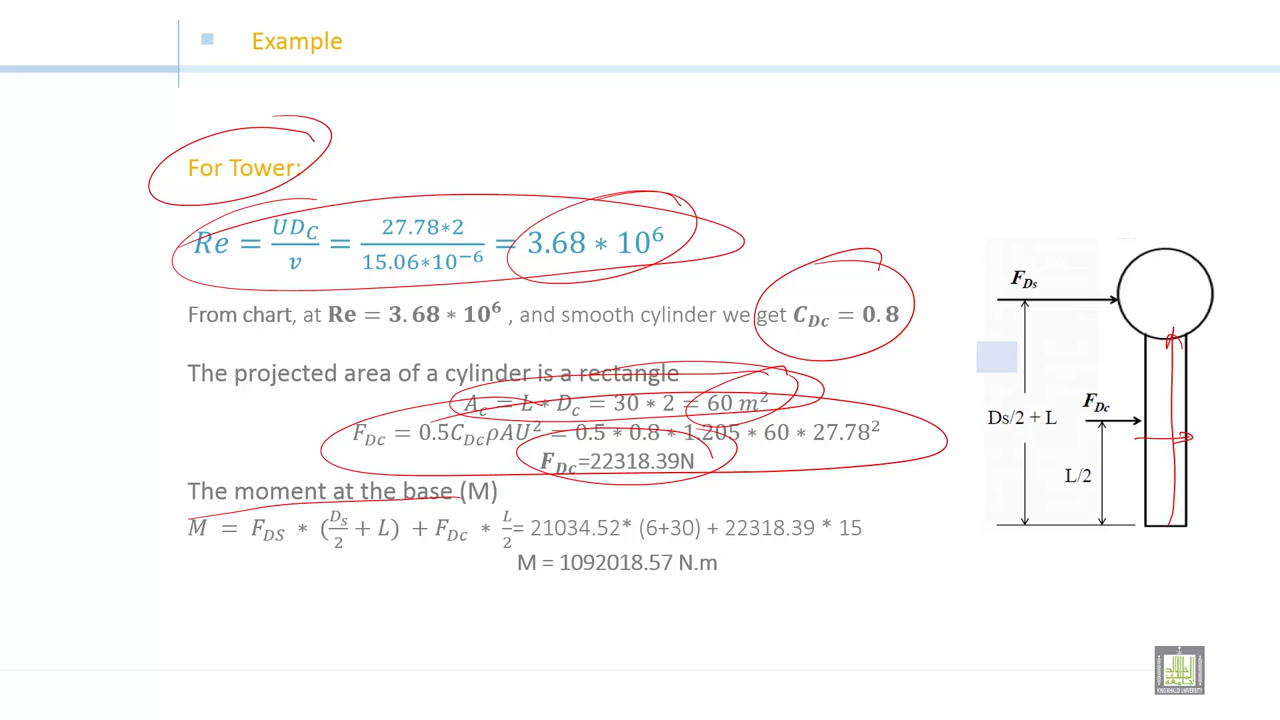 Example
For Tower:
Re = UD_C/v = 27.78*2/15.06*10^−6 = 3.68 * 10^6
From chart, at Re = 3.68 * 10^6 , and smooth cylinder we get C_Dc = 0.8
The projected area of a cylinder is a rectangle
A_c = L * D_c = 30 * 2 = 60 m^2
F_Dc = 0.5C_Dc ρAU^2 = 0.5 * 0.8 * 1.205 * 60 * 27.78^2
F_Dc=22318.39N
The moment at the base (M)
M = F_DS * (D_s/2 + L) + F_Dc * L/2= 21034.52* (6+30) + 22318.39 * 15
M = 1092018.57 N.m
F_Ds
F_Dc
Ds/2 + L
L/2
KING KHALID UNIVERSITY